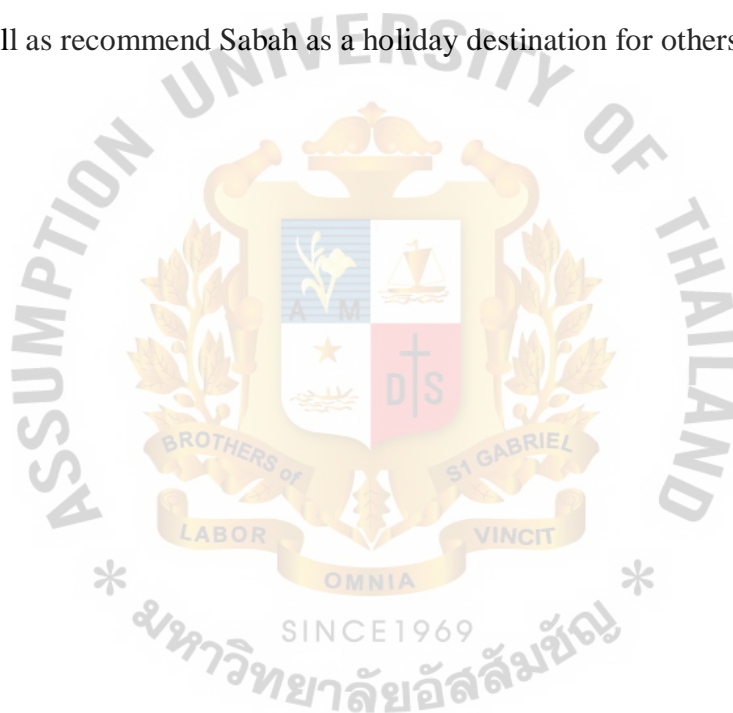 ll as recommend Sabah as a holiday destination for others
ASSUMPTION UNIVERSITY OF THAILAND
A M
D S
BROTHERS of ST GABRIEL
LABOR VINCIT
OMNIA
SINCE1969
* มหาวิทยาลัยอัสสัมชัญ *